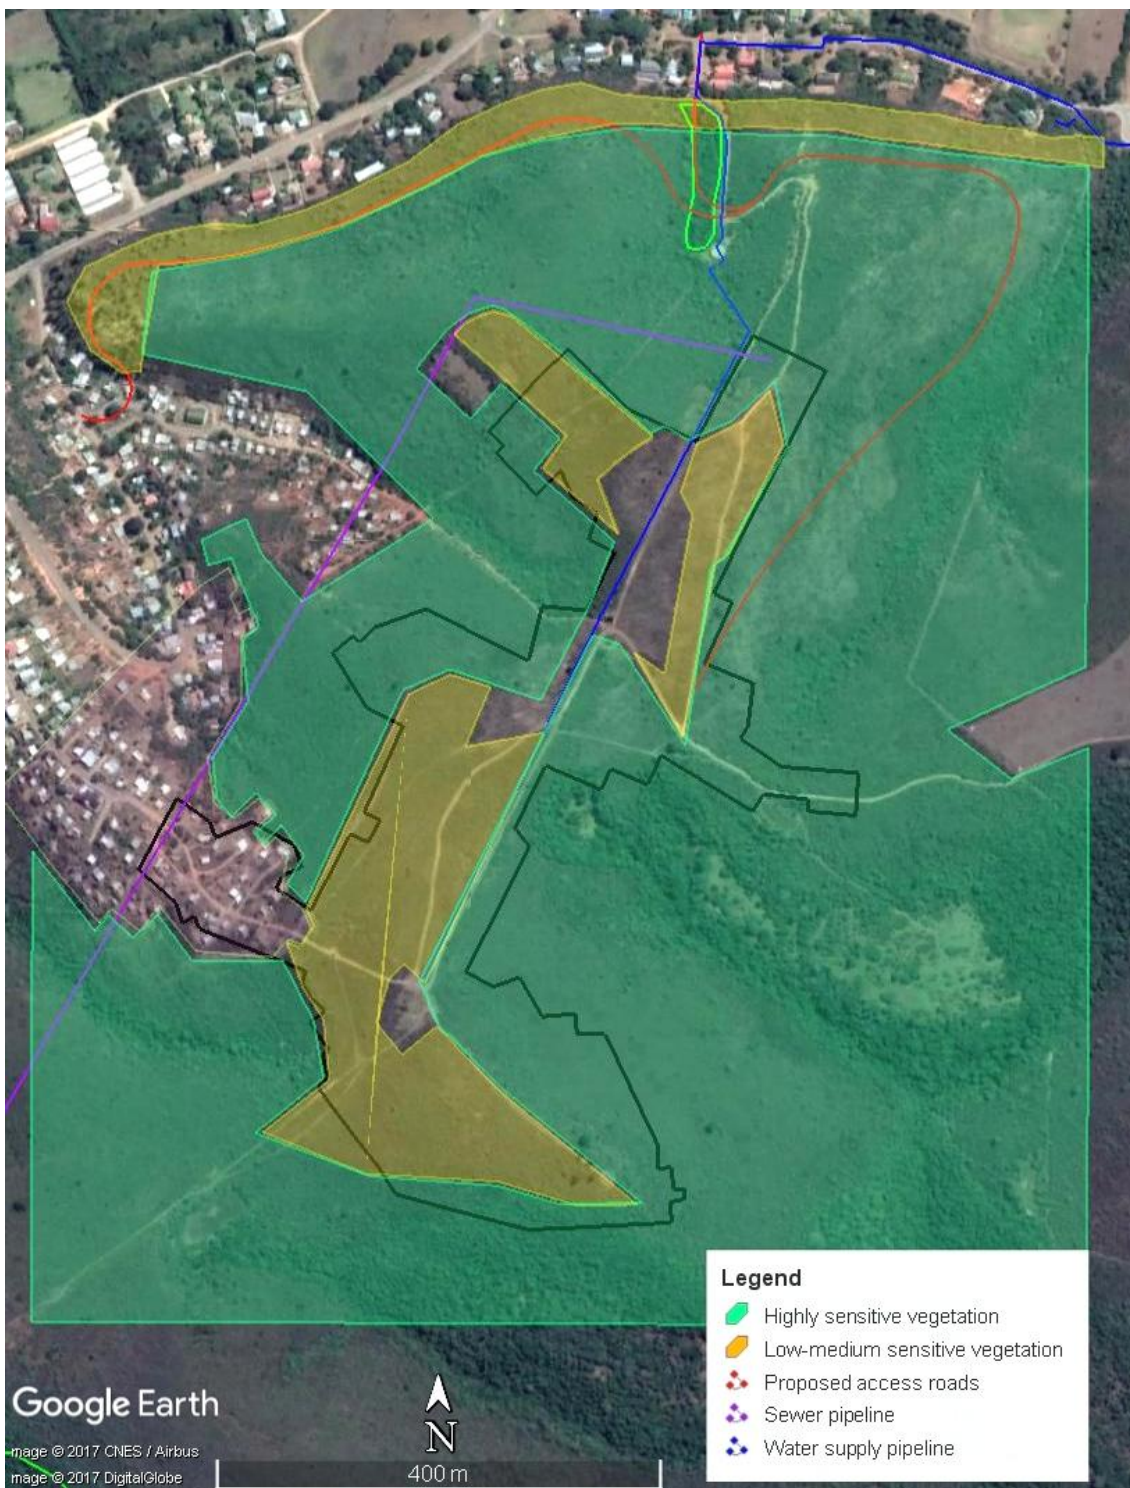 Legend
Highly sensitive vegetation
Low-medium sensitive vegetation
Proposed access roads
Sewer pipeline
Water supply pipeline
Google Earth
N
mage © 2017 CNES / Airbus
mage © 2017 DigitalGlobe
400 m